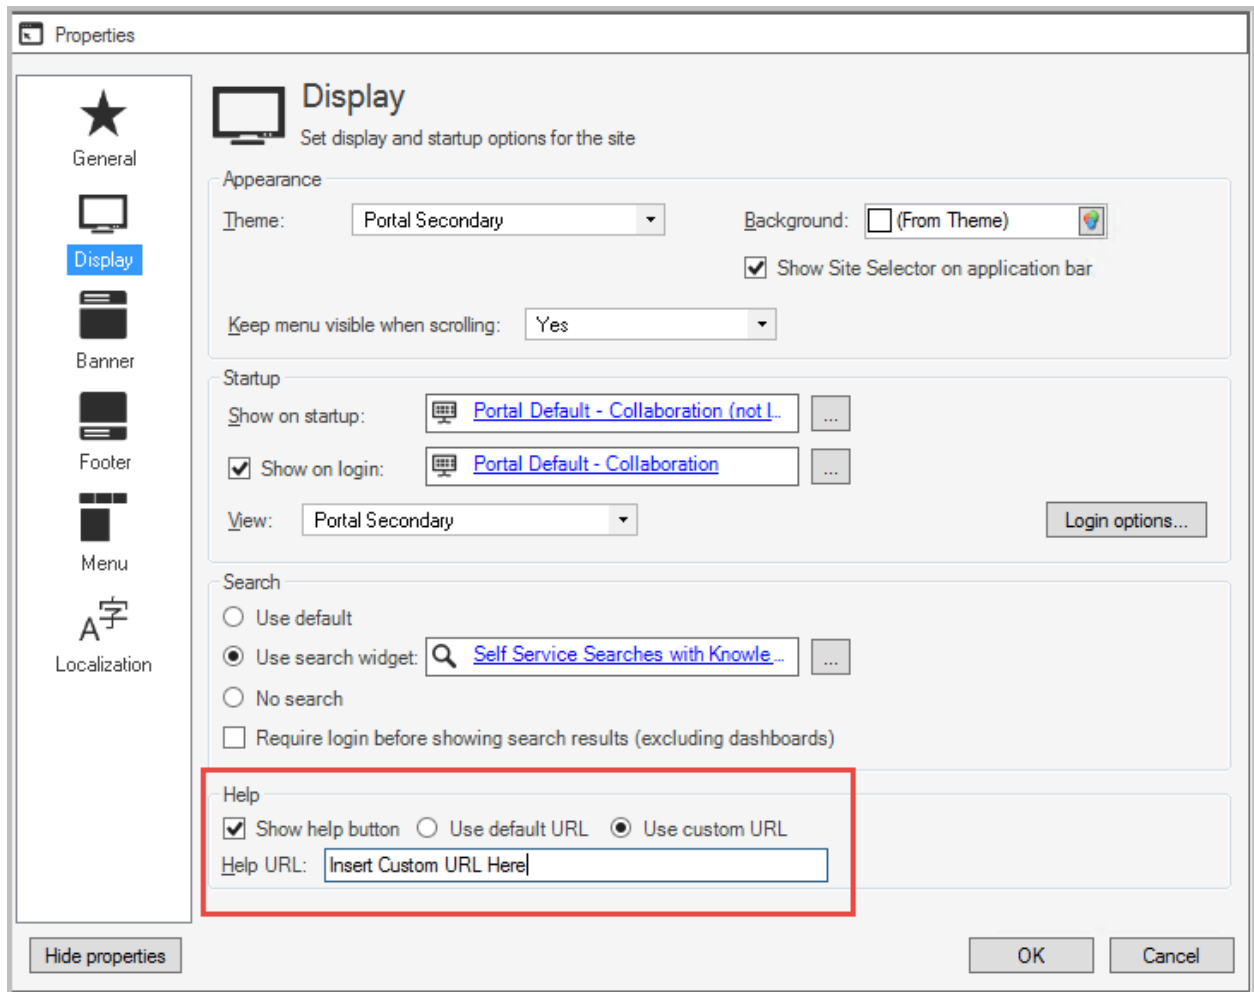 Properties
General
Display
Banner
Footer
Menu
A字
Localization
Display
Set display and startup options for the site
Appearance
Theme: Portal Secondary Background: (From Theme)
Show Site Selector on application bar
Keep menu visible when scrolling: Yes
Startup
Show on startup: Portal Default - Collaboration (not l...
...
Show on login: Portal Default - Collaboration
...
View: Portal Secondary Login options...
Search
Use default
Use search widget: Self Service Searches with Knowle...
...
No search
Require login before showing search results (excluding dashboards)
Help
Show help button Use default URL Use custom URL
Help URL: Insert Custom URL Here
Hide properties OK Cancel